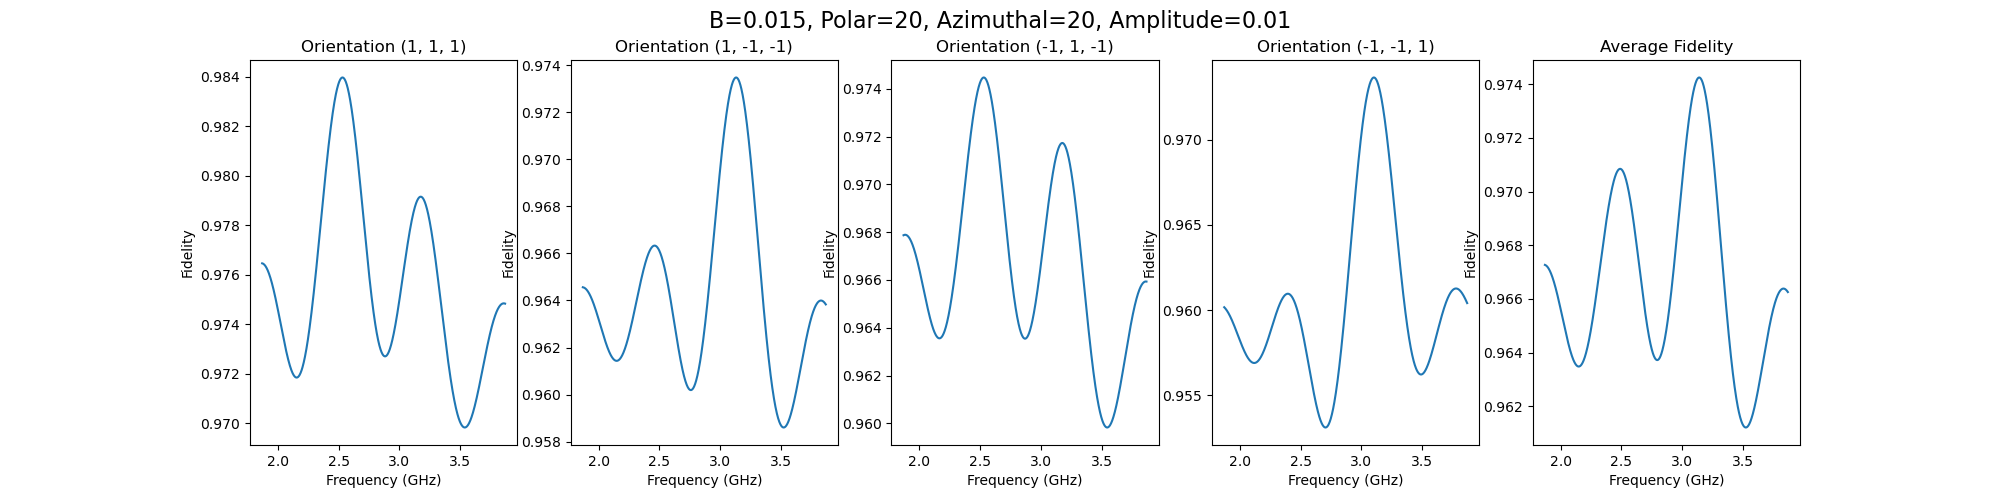 B=0.015, Polar=20, Azimuthal=20, Amplitude=0.01
Orientation (1, 1, 1)
Fidelity
0.984
0.982
0.980
0.978
0.976
0.974
0.972
0.970
2.0 2.5 3.0 3.5
Frequency (GHz)
Orientation (1, -1, -1)
Fidelity
0.974
0.972
0.970
0.968
0.966
0.964
0.962
0.960
0.958
2.0 2.5 3.0 3.5
Frequency (GHz)
Orientation (-1, 1, -1)
Fidelity
0.974
0.972
0.970
0.968
0.966
0.964
0.962
0.960
2.0 2.5 3.0 3.5
Frequency (GHz)
Orientation (-1, -1, 1)
Fidelity
0.970
0.965
0.960
0.955
2.0 2.5 3.0 3.5
Frequency (GHz)
Average Fidelity
Fidelity
0.974
0.972
0.970
0.968
0.966
0.964
0.962
2.0 2.5 3.0 3.5
Frequency (GHz)